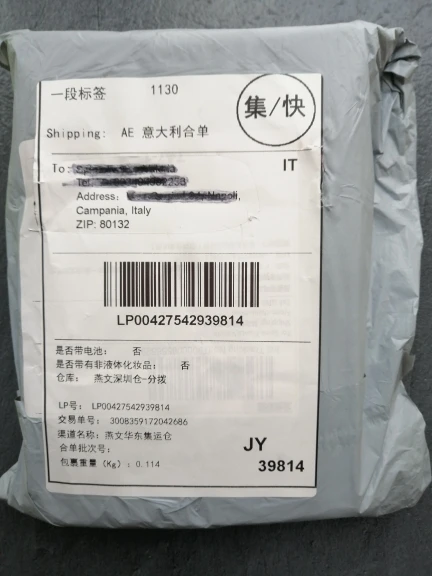 一段标签 1130
集/快
Shipping: AE 意大利合单
To:
IT
Address:
Campania, Italy
ZIP: 80132
LP00427542939814
是否带电池: 否
是否带有非液体化妆品: 否
仓库: 燕文深圳仓-分拨
LP号: LP00427542939814
交易单号: 3008359172042686
渠道名称: 燕文华东集运仓
合单批次号:
JY
包裹重量 (Kg): 0.114
39814